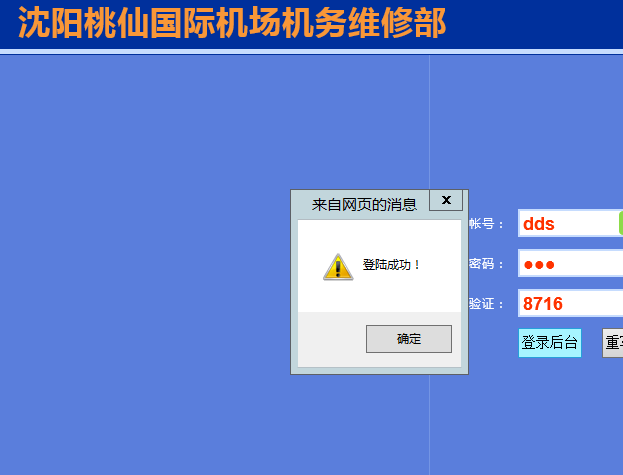 沈阳桃仙国际机场机务维修部
来自网页的消息 x
登陆成功！
确定
帐号： dds
密码： ●●●
验证： 8716
登录后台